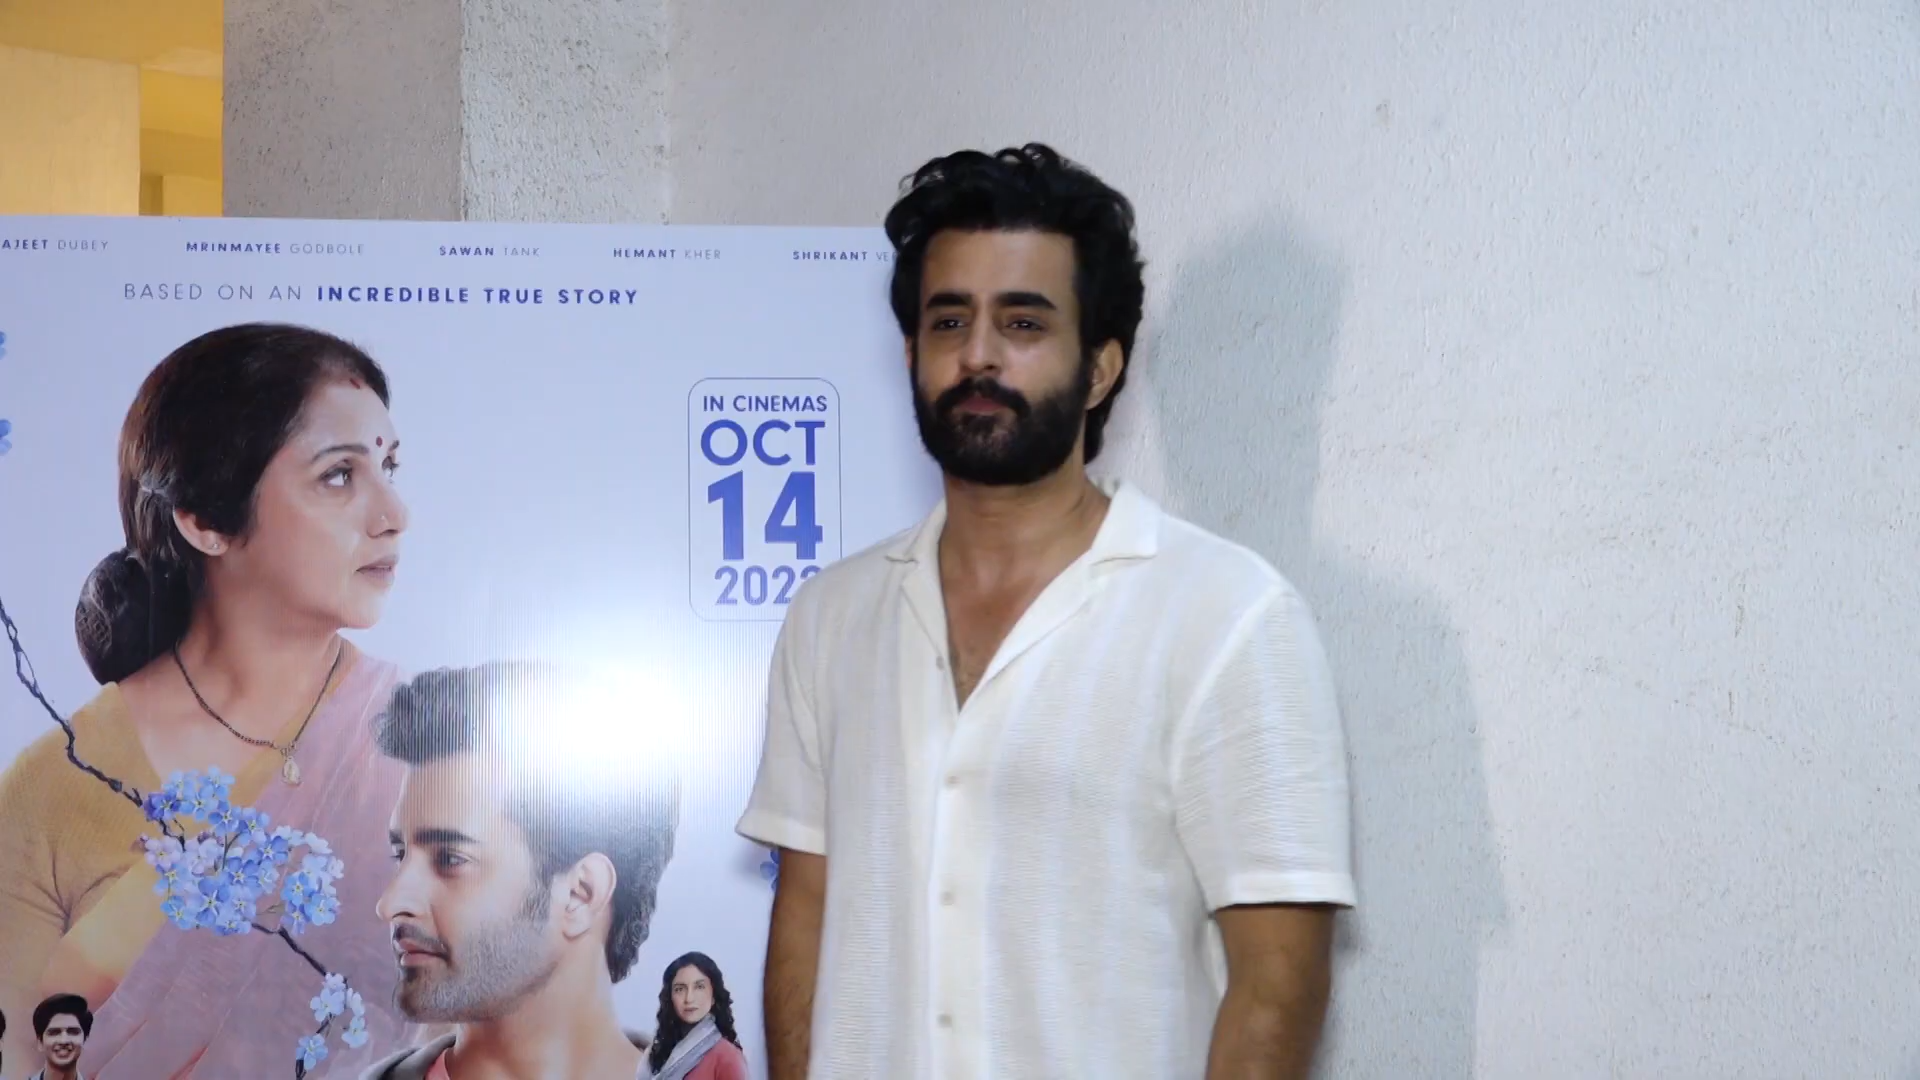 AJEET DUBEY MRINMAYEE GODBOLE SAWAN TANK HEMANT KHER SHRIKANT
BASED ON AN INCREDIBLE TRUE STORY
IN CINEMAS
OCT
14
202